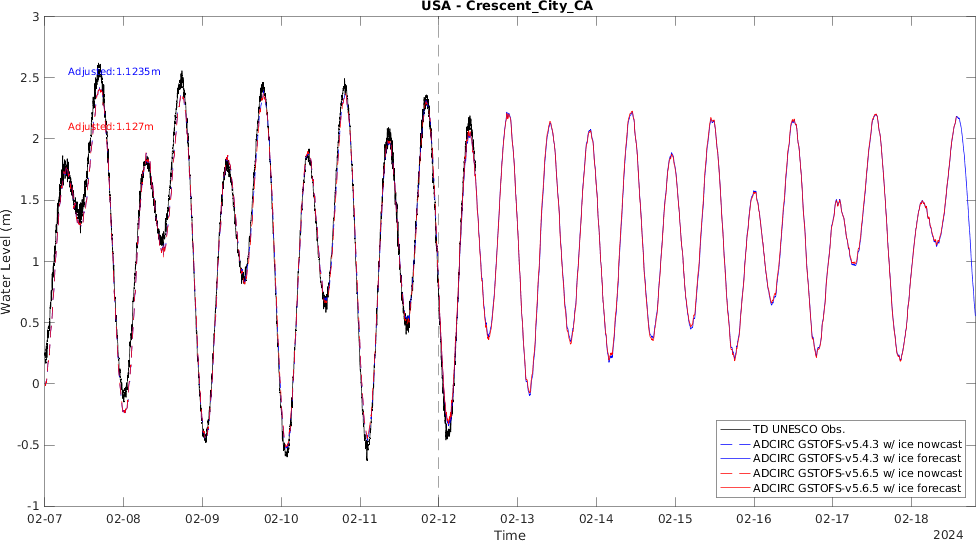 USA - Crescent_City_CA
3
2.5
2
1.5
1
0.5
0
-0.5
-1
Water Level (m)
Adjusted:1.1235m
Adjusted:1.127m
TD UNESCO Obs.
ADCIRC GSTOFS-v5.4.3 w/ ice nowcast
ADCIRC GSTOFS-v5.4.3 w/ ice forecast
ADCIRC GSTOFS-v5.6.5 w/ ice nowcast
ADCIRC GSTOFS-v5.6.5 w/ ice forecast
02-07 02-08 02-09 02-10 02-11 02-12 02-13 02-14 02-15 02-16 02-17 02-18
Time
2024